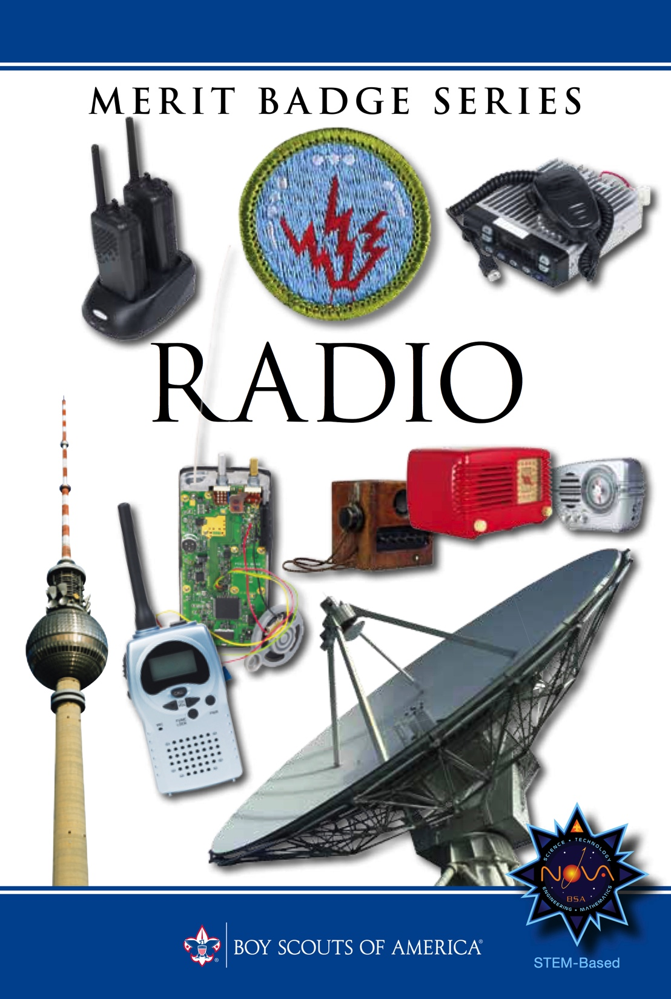 MERIT BADGE SERIES
RADIO
SCIENCE • TECHNOLOGY
NOVA
BSA
ENGINEERING • MATHEMATICS
BOY SCOUTS OF AMERICA®
STEM-Based